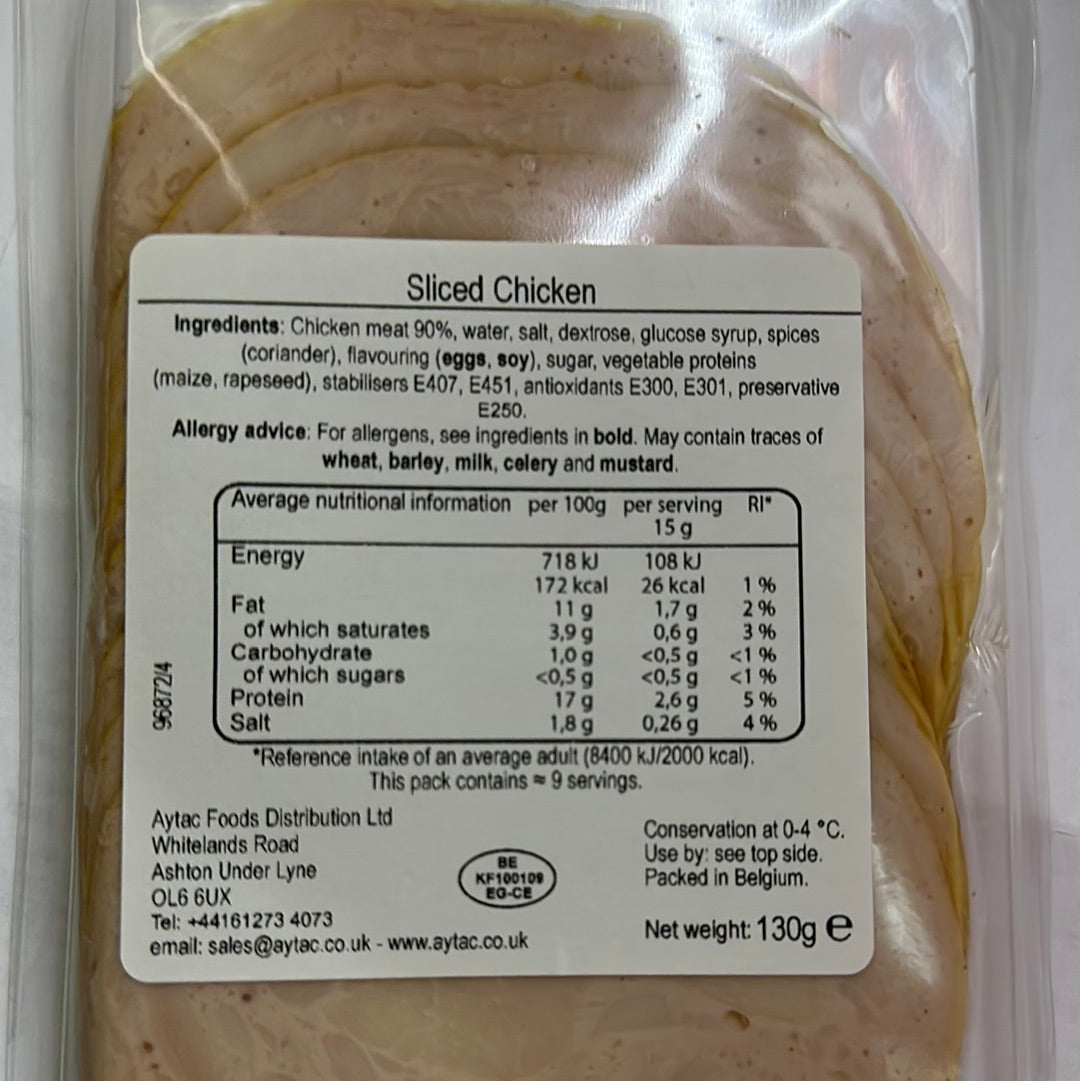 Sliced Chicken
Ingredients: Chicken meat 90%, water, salt, dextrose, glucose syrup, spices
(coriander), flavouring (eggs, soy), sugar, vegetable proteins
(maize, rapeseed), stabilisers E407, E451, antioxidants E300, E301, preservative
E250.
Allergy advice: For allergens, see ingredients in bold. May contain traces of
wheat, barley, milk, celery and mustard.
Average nutritional information per 100g per serving RI*
15 g
Energy 718 kJ 108 kJ
172 kcal 26 kcal 1 %
Fat 11 g 1,7 g 2 %
of which saturates 3,9 g 0,6 g 3 %
Carbohydrate 1,0 g <0,5 g <1 %
of which sugars <0,5 g <0,5 g <1 %
Protein 17 g 2,6 g 5 %
Salt 1,8 g 0,26 g 4 %
96872/4
*Reference intake of an average adult (8400 kJ/2000 kcal).
This pack contains ≈ 9 servings.
Aytac Foods Distribution Ltd
Whitelands Road
Ashton Under Lyne
OL6 6UX
Tel: +44161273 4073
email: sales@aytac.co.uk - www.aytac.co.uk
BE
KF100109
EG-CE
Conservation at 0-4 °C.
Use by: see top side.
Packed in Belgium.
Net weight: 130g e